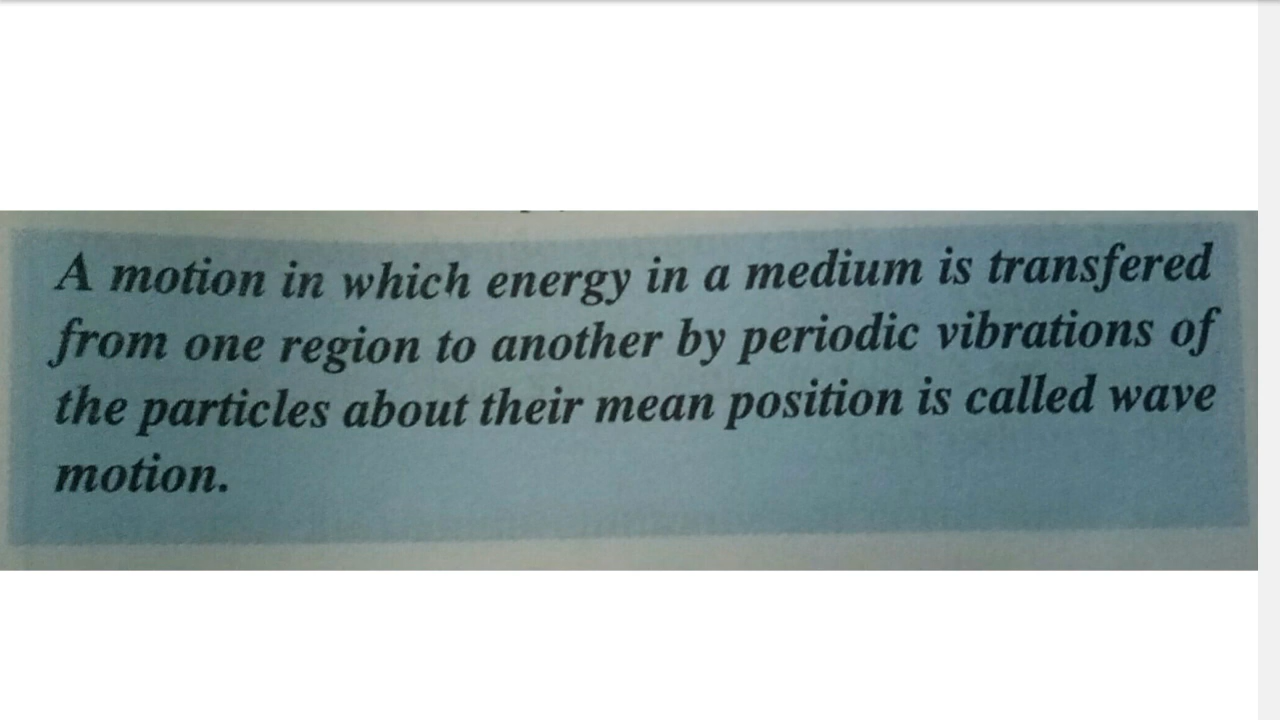 A motion in which energy in a medium is transfered
from one region to another by periodic vibrations of
the particles about their mean position is called wave
motion.